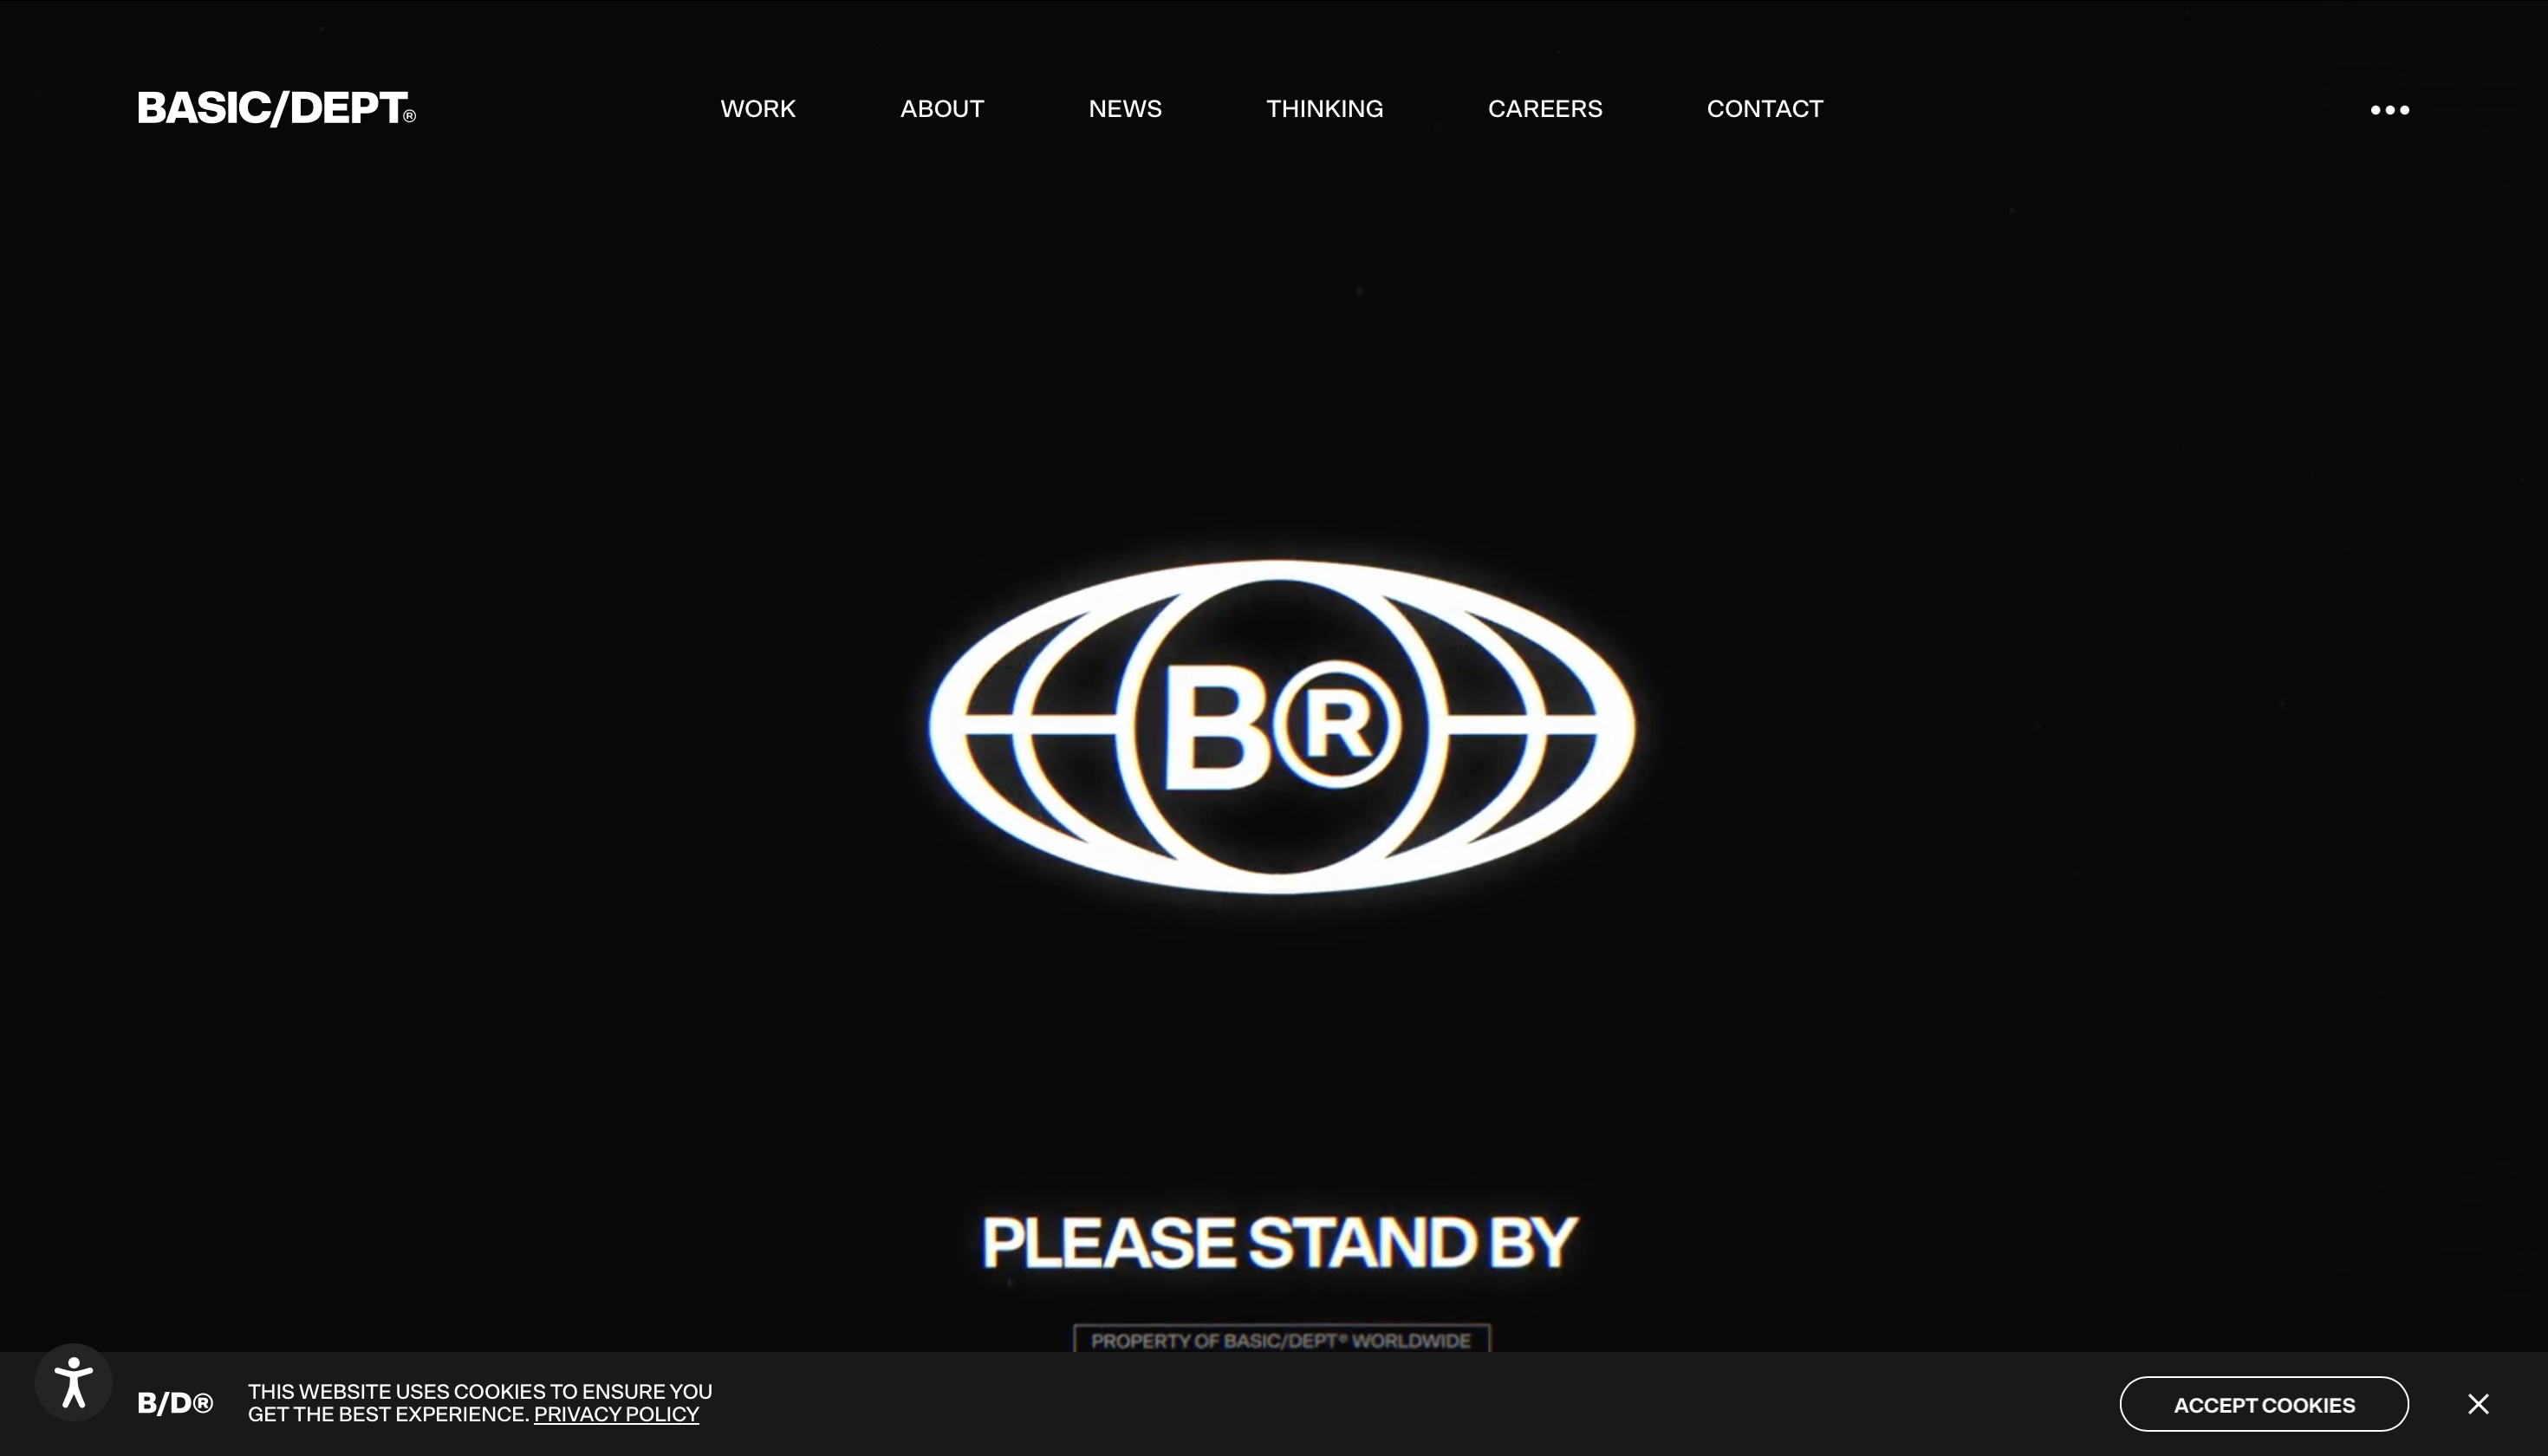 BASIC/DEPT®
WORK
ABOUT
NEWS
THINKING
CAREERS
CONTACT
B®
PLEASE STAND BY
PROPERTY OF BASIC/DEPT® WORLDWIDE
B/D®
THIS WEBSITE USES COOKIES TO ENSURE YOU
GET THE BEST EXPERIENCE. PRIVACY POLICY
ACCEPT COOKIES